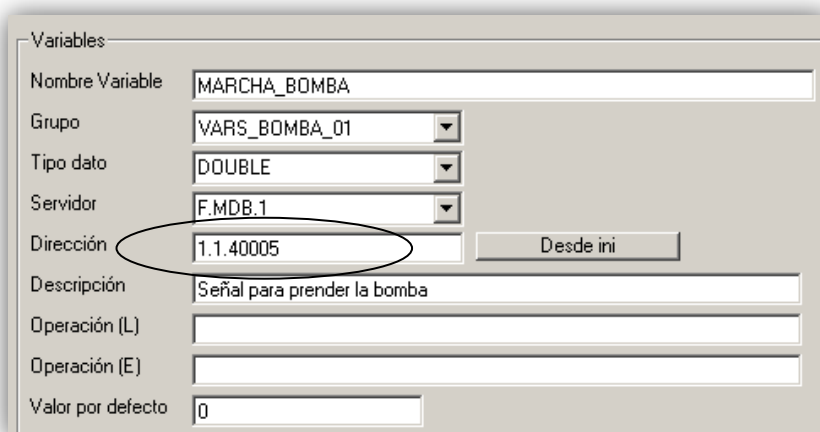 Variables
Nombre Variable MARCHA_BOMBA
Grupo VARS_BOMBA_01
Tipo dato DOUBLE
Servidor F.MDB.1
Dirección 1.1.40005 Desde ini
Descripción Señal para prender la bomba
Operación (L)
Operación (E)
Valor por defecto 0